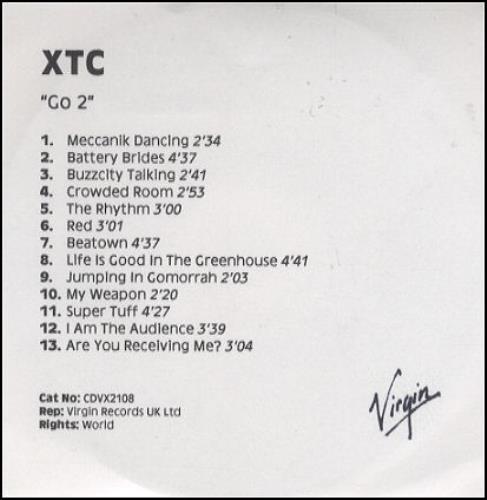 XTC
"Go 2"
1. Meccanik Dancing 2'34
2. Battery Brides 4'37
3. Buzzcity Talking 2'41
4. Crowded Room 2'53
5. The Rhythm 3'00
6. Red 3'01
7. Beatown 4'37
8. Life Is Good In The Greenhouse 4'41
9. Jumping In Gomorrah 2'03
10. My Weapon 2'20
11. Super Tuff 4'27
12. I Am The Audience 3'39
13. Are You Receiving Me? 3'04
Cat No: CDVX2108
Rep: Virgin Records UK Ltd
Rights: World
Virgin